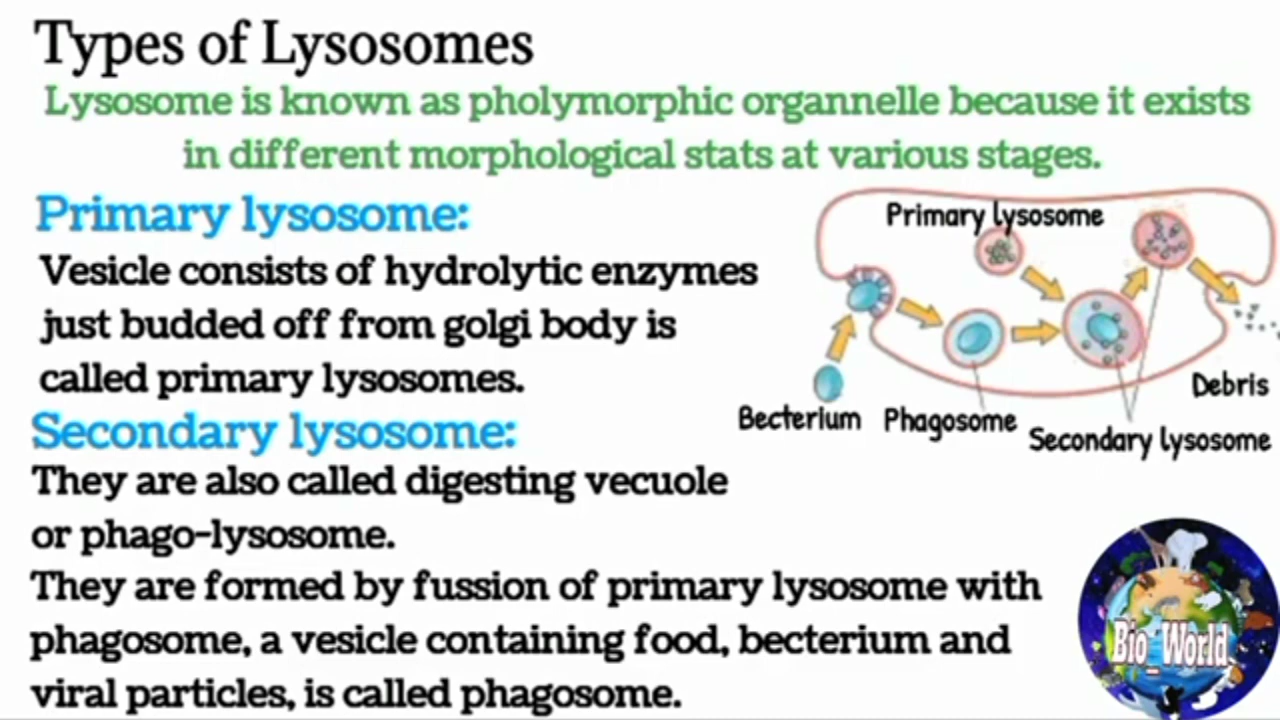 Types of Lysosomes
Lysosome is known as pholymorphic organnelle because it exists
in different morphological stats at various stages.
Primary lysosome:
Vesicle consists of hydrolytic enzymes
just budded off from golgi body is
called primary lysosomes.
Secondary lysosome:
They are also called digesting vecuole
or phago-lysosome.
They are formed by fussion of primary lysosome with
phagosome, a vesicle containing food, becterium and
viral particles, is called phagosome.
Primary lysosome
Debris
Becterium
Phagosome
Secondary lysosome
Bio_World